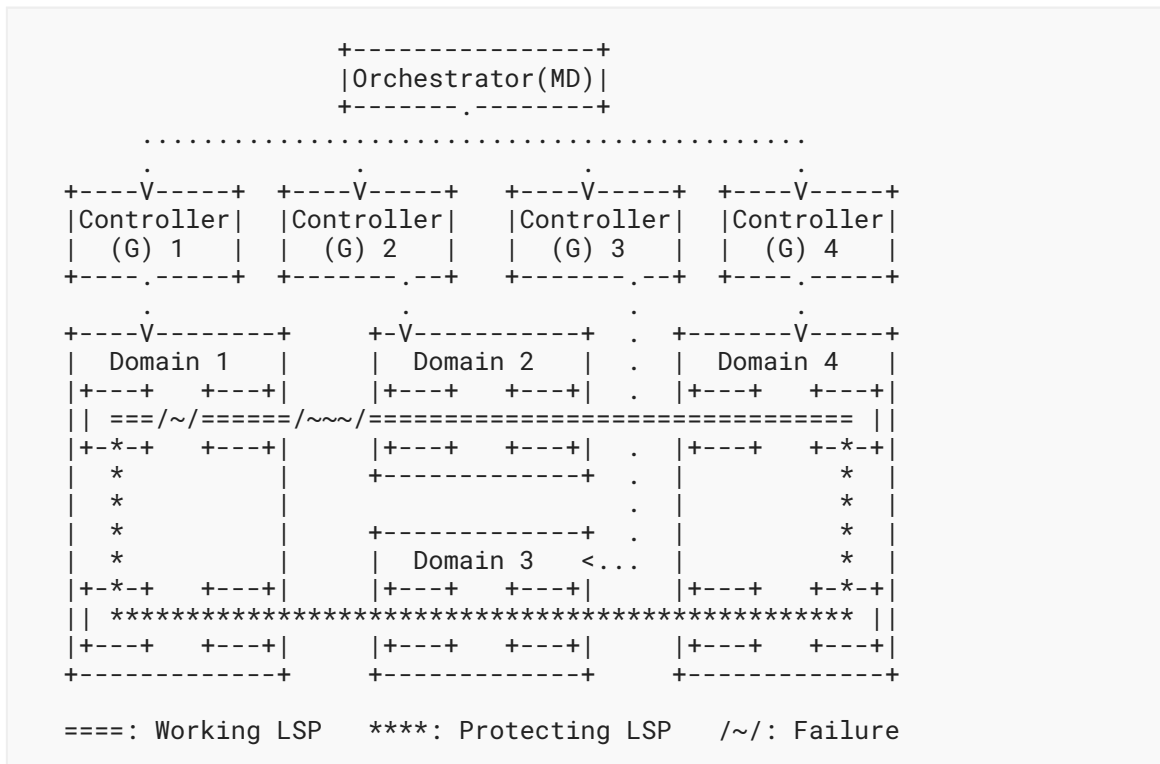 +----------------+
                  |Orchestrator(MD)|
                  +-------.--------+
     ............................................
     .             .              .             .
+----V-----+  +----V-----+   +----V-----+  +----V-----+
|Controller|  |Controller|   |Controller|  |Controller|
|  (G) 1   |  |  (G) 2   |   |  (G) 3   |  |  (G) 4   |
+----.-----+  +-------.--+   +-------.--+  +----.-----+
     .                .              .          .
+----V--------+     +-V-----------+  .  +-------V-----+
|  Domain 1   |     |  Domain 2   |  .  |  Domain 4   |
|+---+   +---+|     |+---+   +---+|  .  |+---+   +---+|
|| ===/~/======/~~~/================================ ||
|+-*-+   +---+|     |+---+   +---+|  .  |+---+   +-*-+|
|  *          |     +-------------+  .  |          *  |
|  *          |                      .  |          *  |
|  *          |     +-------------+  .  |          *  |
|  *          |     |  Domain 3   <...  |          *  |
|+-*-+   +---+|     |+---+   +---+|     |+---+   +-*-+|
|| ************************************************* ||
|+---+   +---+|     |+---+   +---+|     |+---+   +---+|
+-------------+     +-------------+     +-------------+

====: Working LSP   ****: Protecting LSP   /~/: Failure